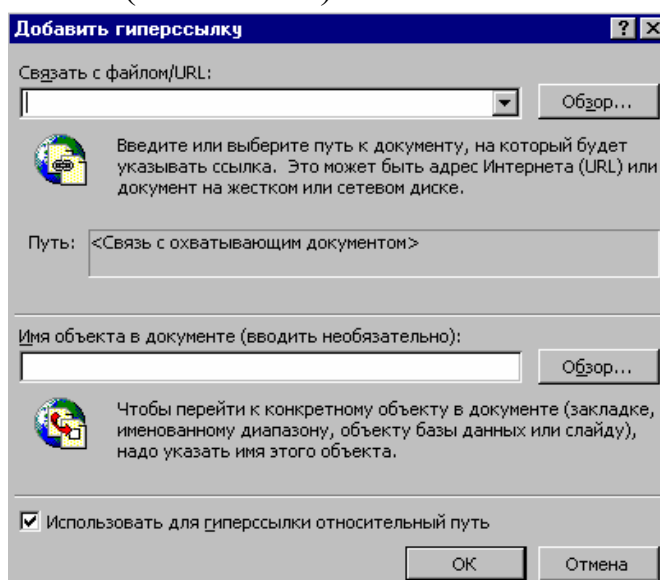 Добавить гиперссылку
Связать с файлом/URL:
Обзор...
Введите или выберите путь к документу, на который будет
указывать ссылка. Это может быть адрес Интернета (URL) или
документ на жестком или сетевом диске.
Путь: <Связь с охватывающим документом>
Имя объекта в документе (вводить необязательно):
Обзор...
Чтобы перейти к конкретному объекту в документе (закладке,
именованному диапазону, объекту базы данных или слайду),
надо указать имя этого объекта.
Использовать для гиперссылки относительный путь
ОК Отмена